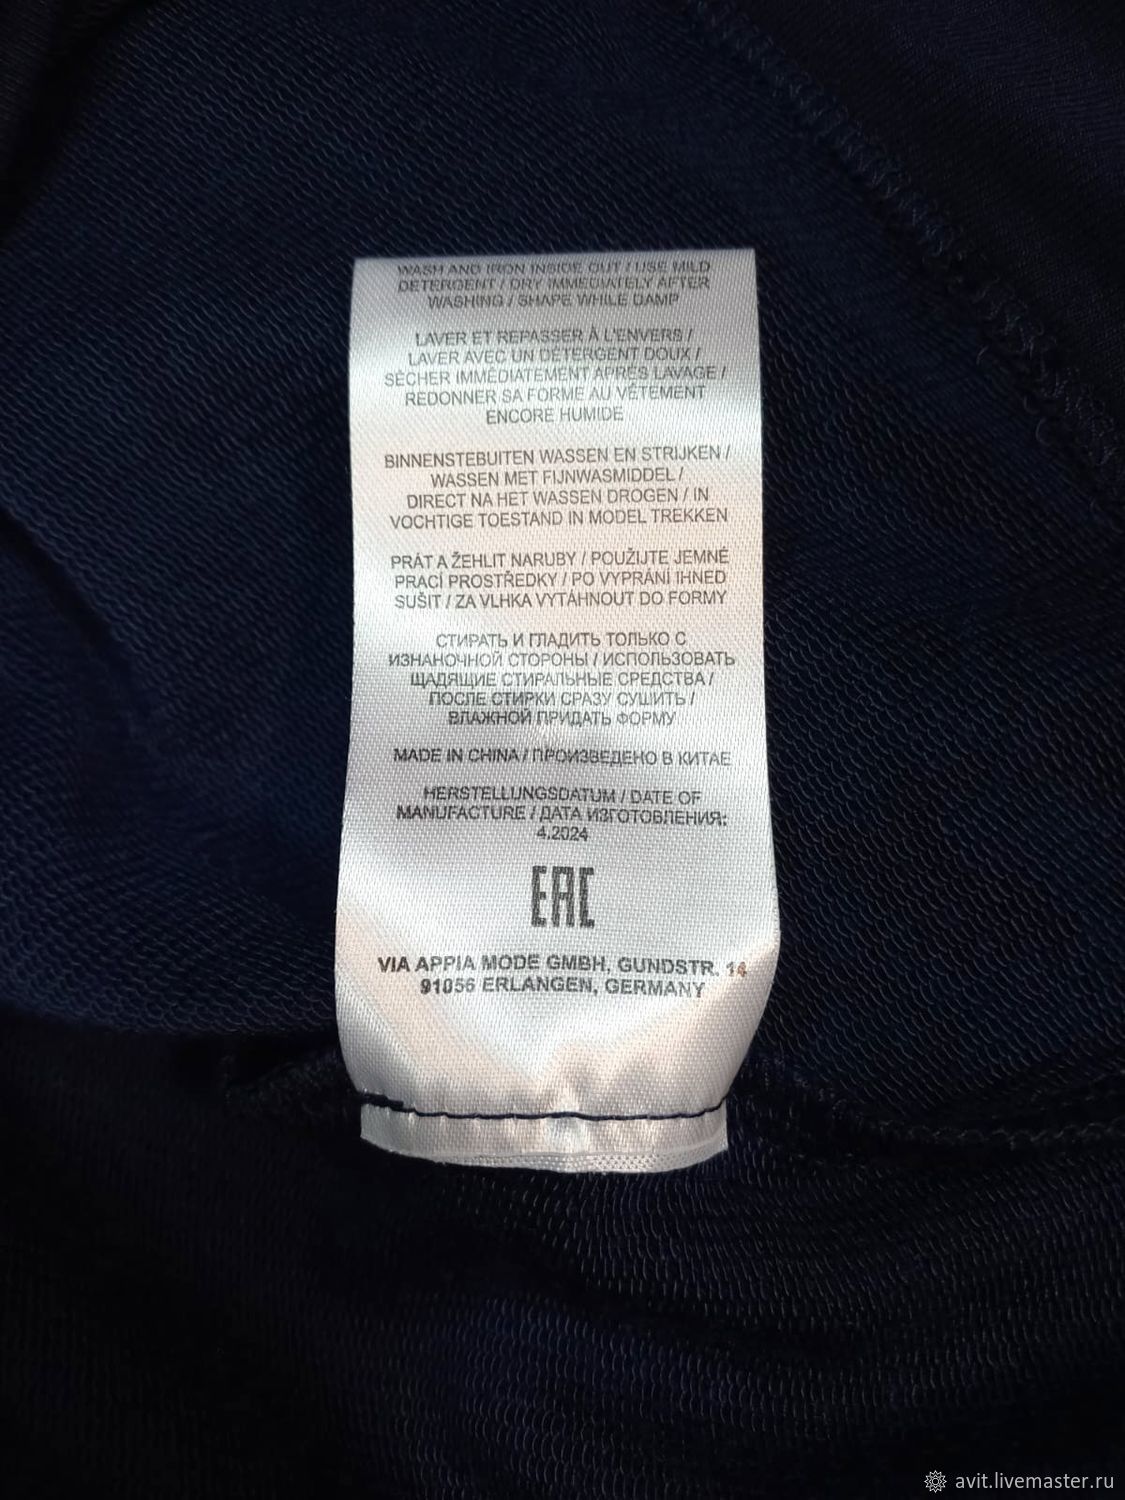 WASH AND IRON INSIDE OUT / USE MILD
DETERGENT / DRY IMMEDIATELY AFTER
WASHING / SHAPE WHILE DAMP
LAVER ET REPASSER À L'ENVERS /
LAVER AVEC UN DÉTERGENT DOUX /
SÉCHER IMMÉDIATEMENT APRÈS LAVAGE /
REDONNER SA FORME AU VÊTEMENT
ENCORE HUMIDE
BINNENSTEBUITEN WASSEN EN STRIJKEN /
WASSEN MET FIJNWASMIDDEL /
DIRECT NA HET WASSEN DROGEN / IN
VOCHTIGE TOESTAND IN MODEL TREKKEN
PRÁT A ŽEHLIT NARUBY / POUŽIJTE JEMNÉ
PRACÍ PROSTŘEDKY / PO VYPRÁNÍ IHNED
SUŠIT / ZA VLHKA VYTÁHNOUT DO FORMY
СТИРАТЬ И ГЛАДИТЬ ТОЛЬКО С
ИЗНАНОЧНОЙ СТОРОНЫ / ИСПОЛЬЗОВАТЬ
ЩАДЯЩИЕ СТИРАЛЬНЫЕ СРЕДСТВА /
ПОСЛЕ СТИРКИ СРАЗУ СУШИТЬ /
ВЛАЖНОЙ ПРИДАТЬ ФОРМУ
MADE IN CHINA / ПРОИЗВЕДЕНО В КИТАЕ
HERSTELLUNGSDATUM / DATE OF
MANUFACTURE / ДАТА ИЗГОТОВЛЕНИЯ:
4.2024
EAC
VIA APPIA MODE GMBH, GUNDSTR. 14
91056 ERLANGEN, GERMANY
avit.livemaster.ru